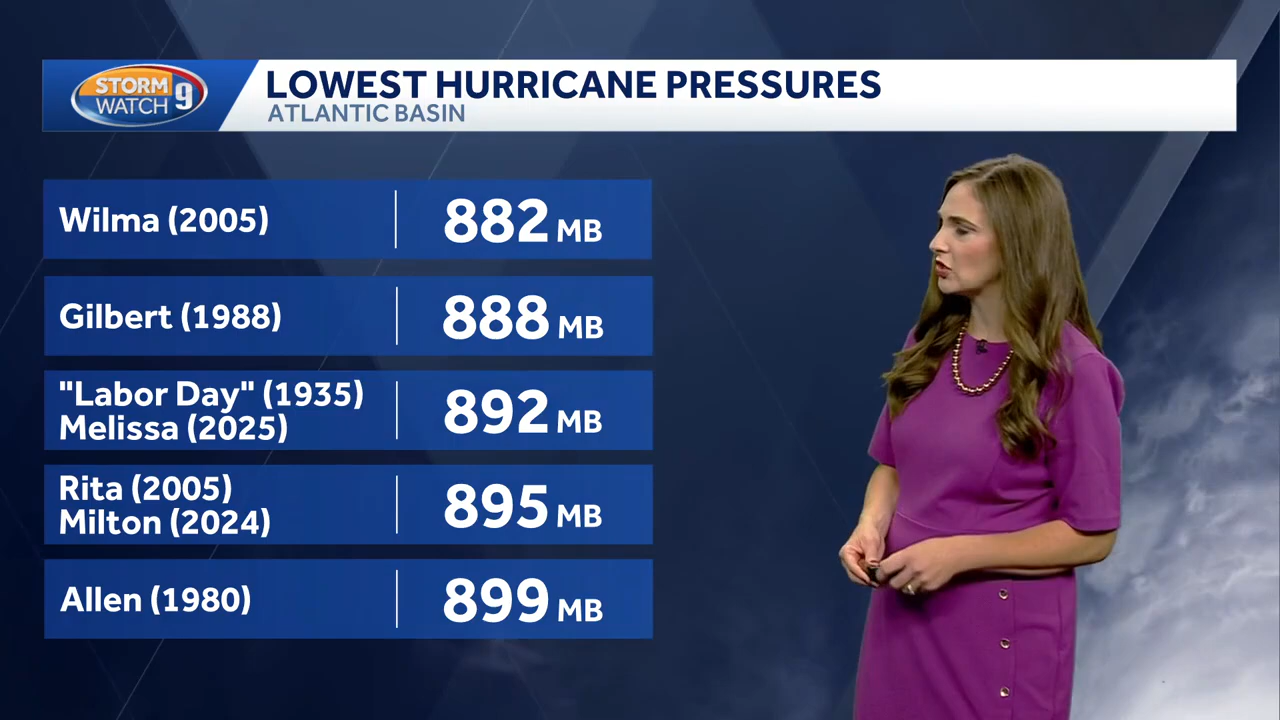 STORM
WATCH 9
LOWEST HURRICANE PRESSURES
ATLANTIC BASIN
Wilma (2005) 882 MB
Gilbert (1988) 888 MB
"Labor Day" (1935)
Melissa (2025) 892 MB
Rita (2005)
Milton (2024) 895 MB
Allen (1980) 899 MB